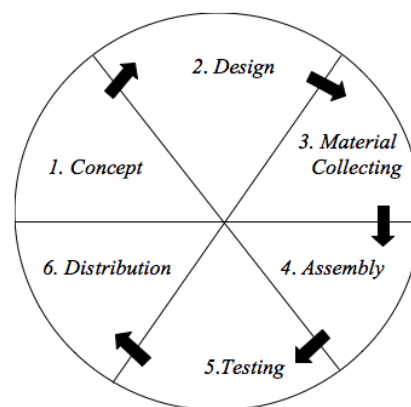 1. Concept
2. Design
3. Material
Collecting
4. Assembly
5.Testing
6. Distribution